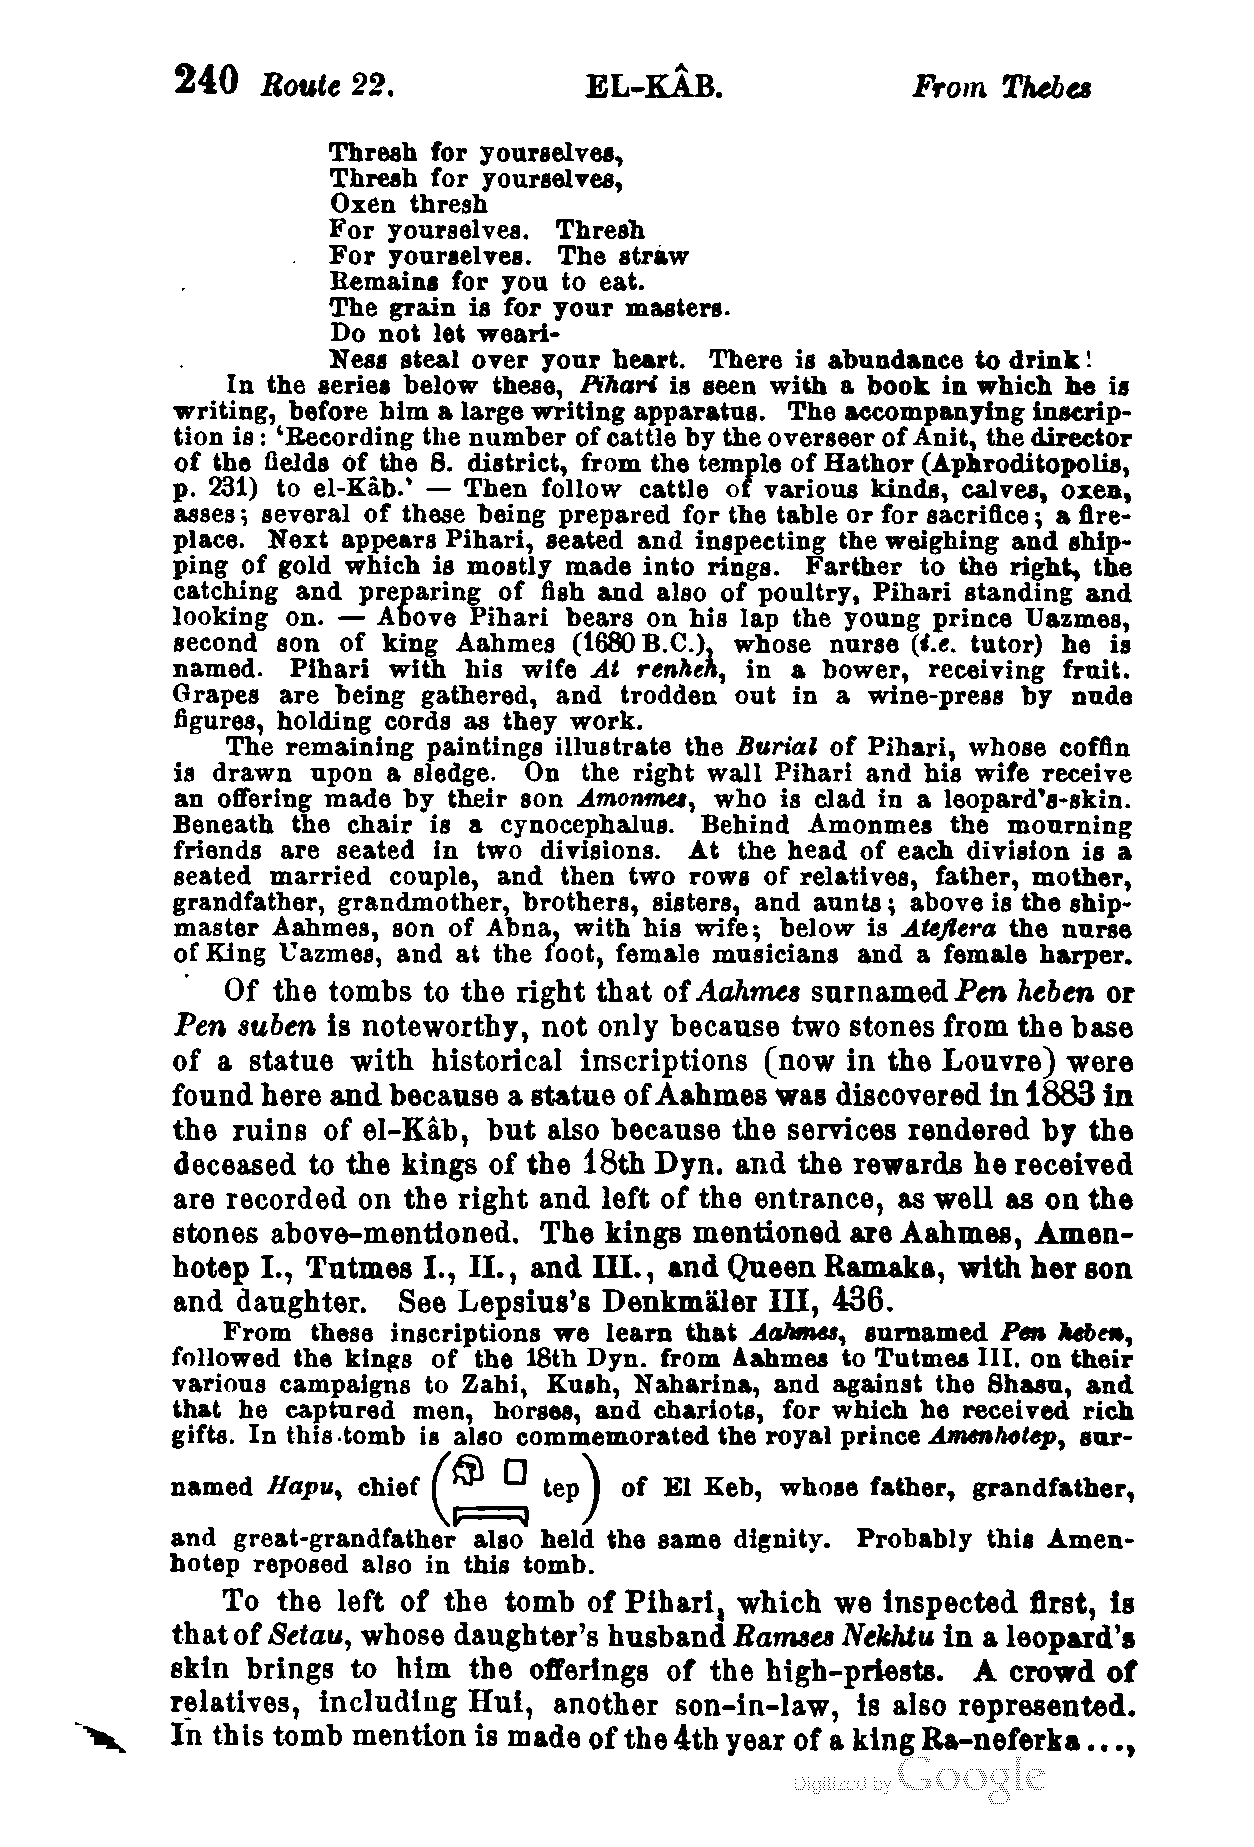 240 Route 22. EL-KÂB. From Thebes
Thresh for yourselves,
Thresh for yourselves,
Oxen thresh
For yourselves. Thresh
For yourselves. The straw
Remains for you to eat.
The grain is for your masters.
Do not let weari-
Ness steal over your heart. There is abundance to drink!
In the series below these, Pihari is seen with a book in which he is
writing, before him a large writing apparatus. The accompanying inscrip-
tion is: 'Recording the number of cattle by the overseer of Anit, the director
of the fields of the S. district, from the temple of Hathor (Aphroditopolis,
p. 231) to el-Kâb.' — Then follow cattle of various kinds, calves, oxen,
asses; several of these being prepared for the table or for sacrifice; a fire-
place. Next appears Pihari, seated and inspecting the weighing and ship-
ping of gold which is mostly made into rings. Farther to the right, the
catching and preparing of fish and also of poultry, Pihari standing and
looking on. — Above Pihari bears on his lap the young prince Uazmes,
second son of king Aahmes (1680 B.C.), whose nurse (i.e. tutor) he is
named. Pihari with his wife At renheh, in a bower, receiving fruit.
Grapes are being gathered, and trodden out in a wine-press by nude
figures, holding cords as they work.
The remaining paintings illustrate the Burial of Pihari, whose coffin
is drawn upon a sledge. On the right wall Pihari and his wife receive
an offering made by their son Amonmes, who is clad in a leopard's-skin.
Beneath the chair is a cynocephalus. Behind Amonmes the mourning
friends are seated in two divisions. At the head of each division is a
seated married couple, and then two rows of relatives, father, mother,
grandfather, grandmother, brothers, sisters, and aunts; above is the ship-
master Aahmes, son of Abna, with his wife; below is Ateflera the nurse
of King Uazmes, and at the foot, female musicians and a female harper.
Of the tombs to the right that of Aahmes surnamed Pen heben or
Pen suben is noteworthy, not only because two stones from the base
of a statue with historical inscriptions (now in the Louvre) were
found here and because a statue of Aahmes was discovered in 1883 in
the ruins of el-Kâb, but also because the services rendered by the
deceased to the kings of the 18th Dyn. and the rewards he received
are recorded on the right and left of the entrance, as well as on the
stones above-mentioned. The kings mentioned are Aahmes, Amen-
hotep I., Tutmes I., II., and III., and Queen Ramaka, with her son
and daughter. See Lepsius's Denkmäler III, 436.
From these inscriptions we learn that Aahmes, surnamed Pen heben,
followed the kings of the 18th Dyn. from Aahmes to Tutmes III. on their
various campaigns to Zahi, Kush, Naharina, and against the Shasu, and
that he captured men, horses, and chariots, for which he received rich
gifts. In this tomb is also commemorated the royal prince Amenhotep, sur-
named Hapu, chief ( tep) of El Keb, whose father, grandfather,
and great-grandfather also held the same dignity. Probably this Amen-
hotep reposed also in this tomb.
To the left of the tomb of Pihari, which we inspected first, is
that of Setau, whose daughter's husband Ramses Nekhtu in a leopard's
skin brings to him the offerings of the high-priests. A crowd of
relatives, including Hui, another son-in-law, is also represented.
In this tomb mention is made of the 4th year of a king Ra-neferka...,
Digitized by Google